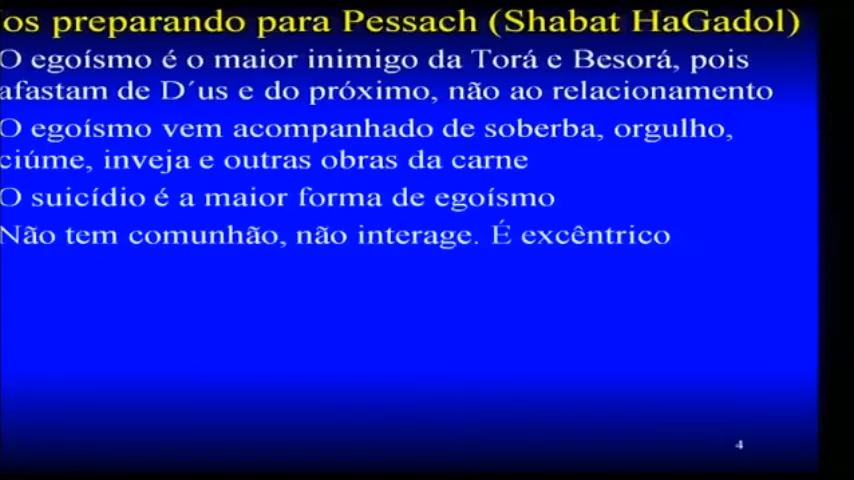 preparando para Pessach (Shabat HaGadol)
O egoísmo é o maior inimigo da Torá e Besorá, pois
afastam de D´us e do próximo, não ao relacionamento
O egoísmo vem acompanhado de soberba, orgulho,
ciúme, inveja e outras obras da carne
O suicídio é a maior forma de egoísmo
Não tem comunhão, não interage. É excêntrico
4